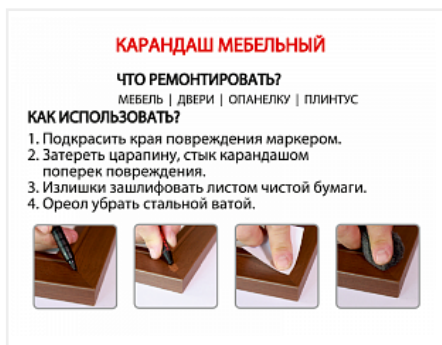 КАРАНДАШ МЕБЕЛЬНЫЙ
ЧТО РЕМОНТИРОВАТЬ?
МЕБЕЛЬ | ДВЕРИ | ОПАНЕЛКУ | ПЛИНТУС
КАК ИСПОЛЬЗОВАТЬ?
1. Подкрасить края повреждения маркером.
2. Затереть царапину, стык карандашом
поперек повреждения.
3. Излишки зашлифовать листом чистой бумаги.
4. Ореол убрать стальной ватой.